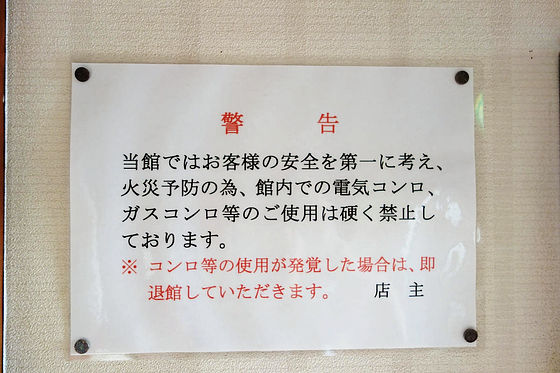 警　告
当館ではお客様の安全を第一に考え、
火災予防の為、館内での電気コンロ、
ガスコンロ等のご使用は硬く禁止し
ております。
※ コンロ等の使用が発覚した場合は、即
退館していただきます。　店　主